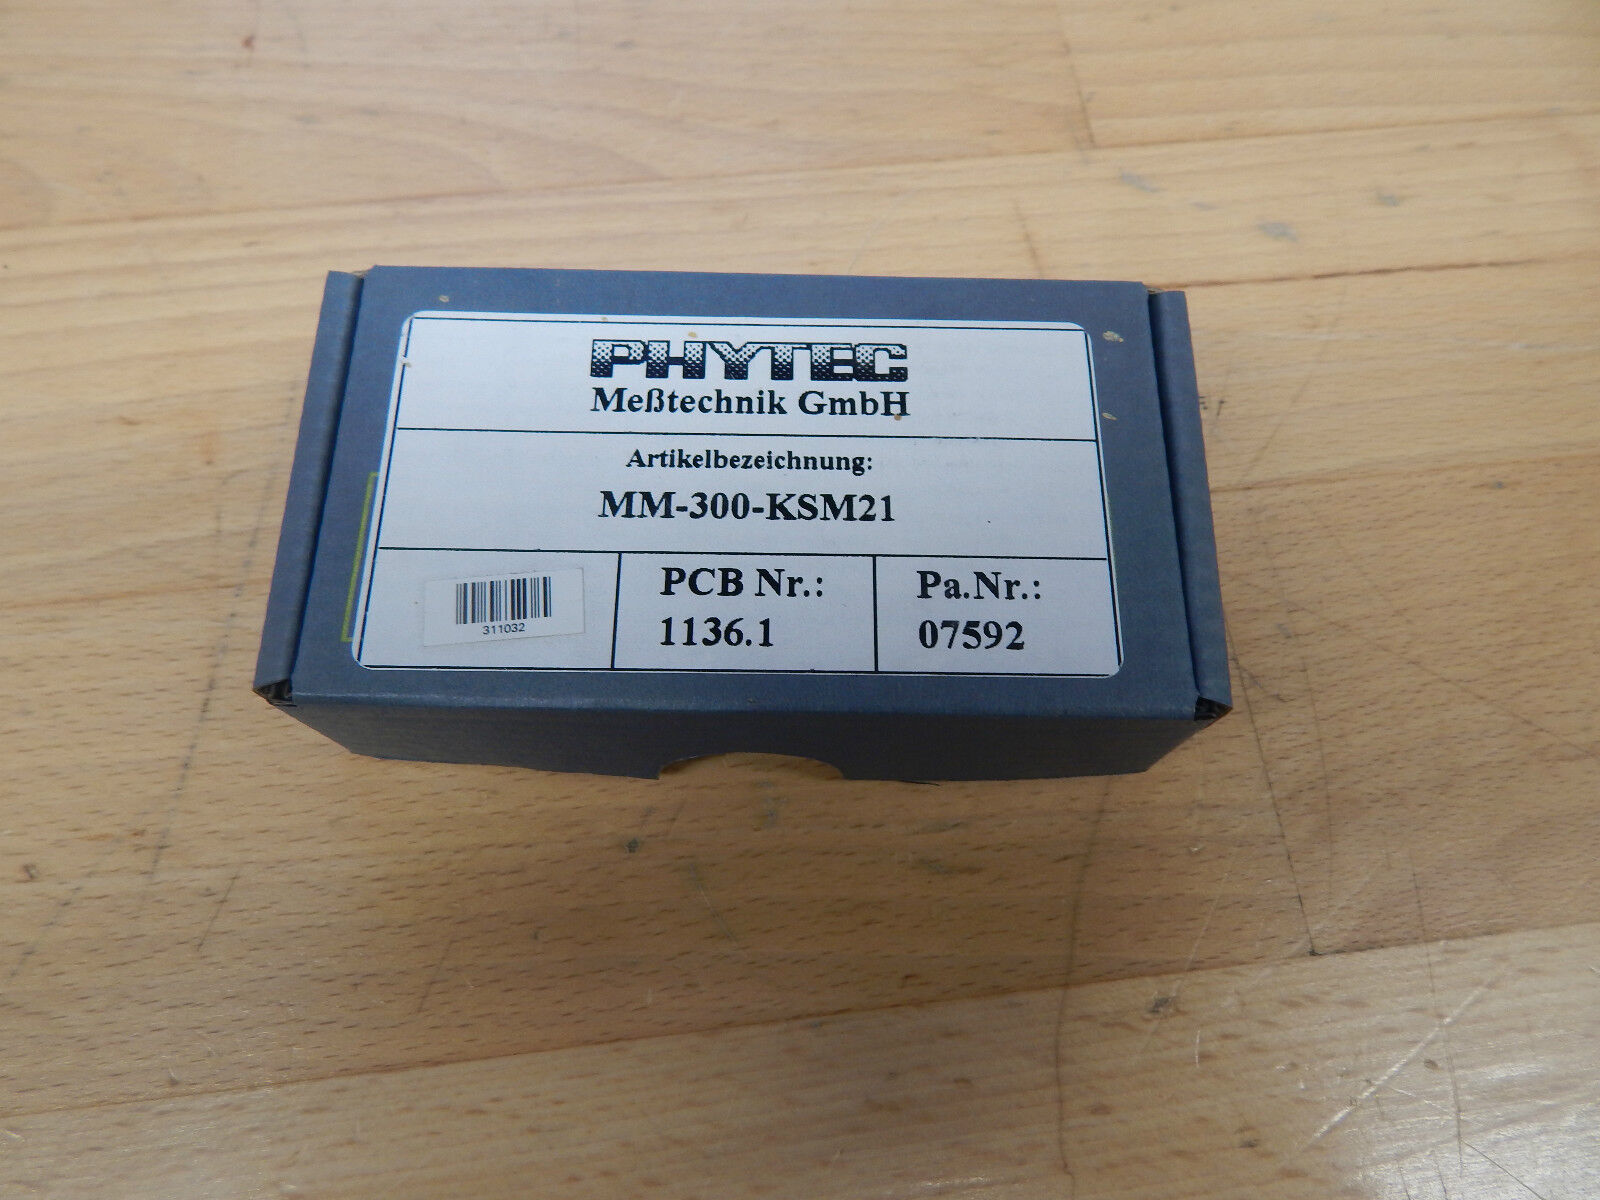 PHYTEC
Meßtechnik GmbH
Artikelbezeichnung:
MM-300-KSM21
311032
PCB Nr.:
1136.1
Pa.Nr.:
07592